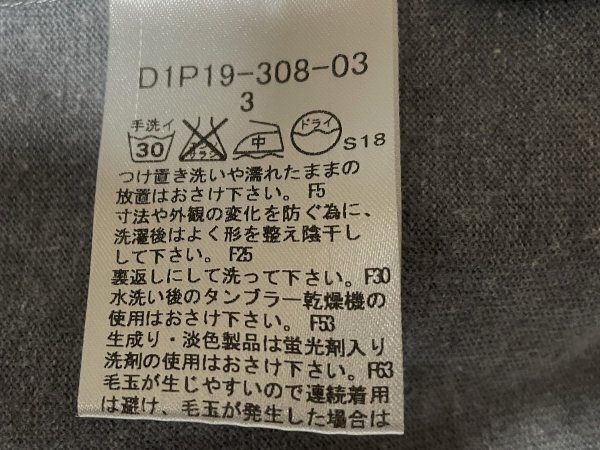 D1P19-308-03
3
手洗イ ドライ
30 エンソ サラシ 中 S18
つけ置き洗いや濡れたままの
放置はおさけ下さい。F5
寸法や外観の変化を防ぐ為に、
洗濯後はよく形を整え陰干し
して下さい。F25
裏返しにして洗って下さい。F30
水洗い後のタンブラー乾燥機の
使用はおさけ下さい。F53
生成り・淡色製品は蛍光剤入り
洗剤の使用はおさけ下さい。F63
毛玉が生じやすいので連続着用
は避け、毛玉が発生した場合は